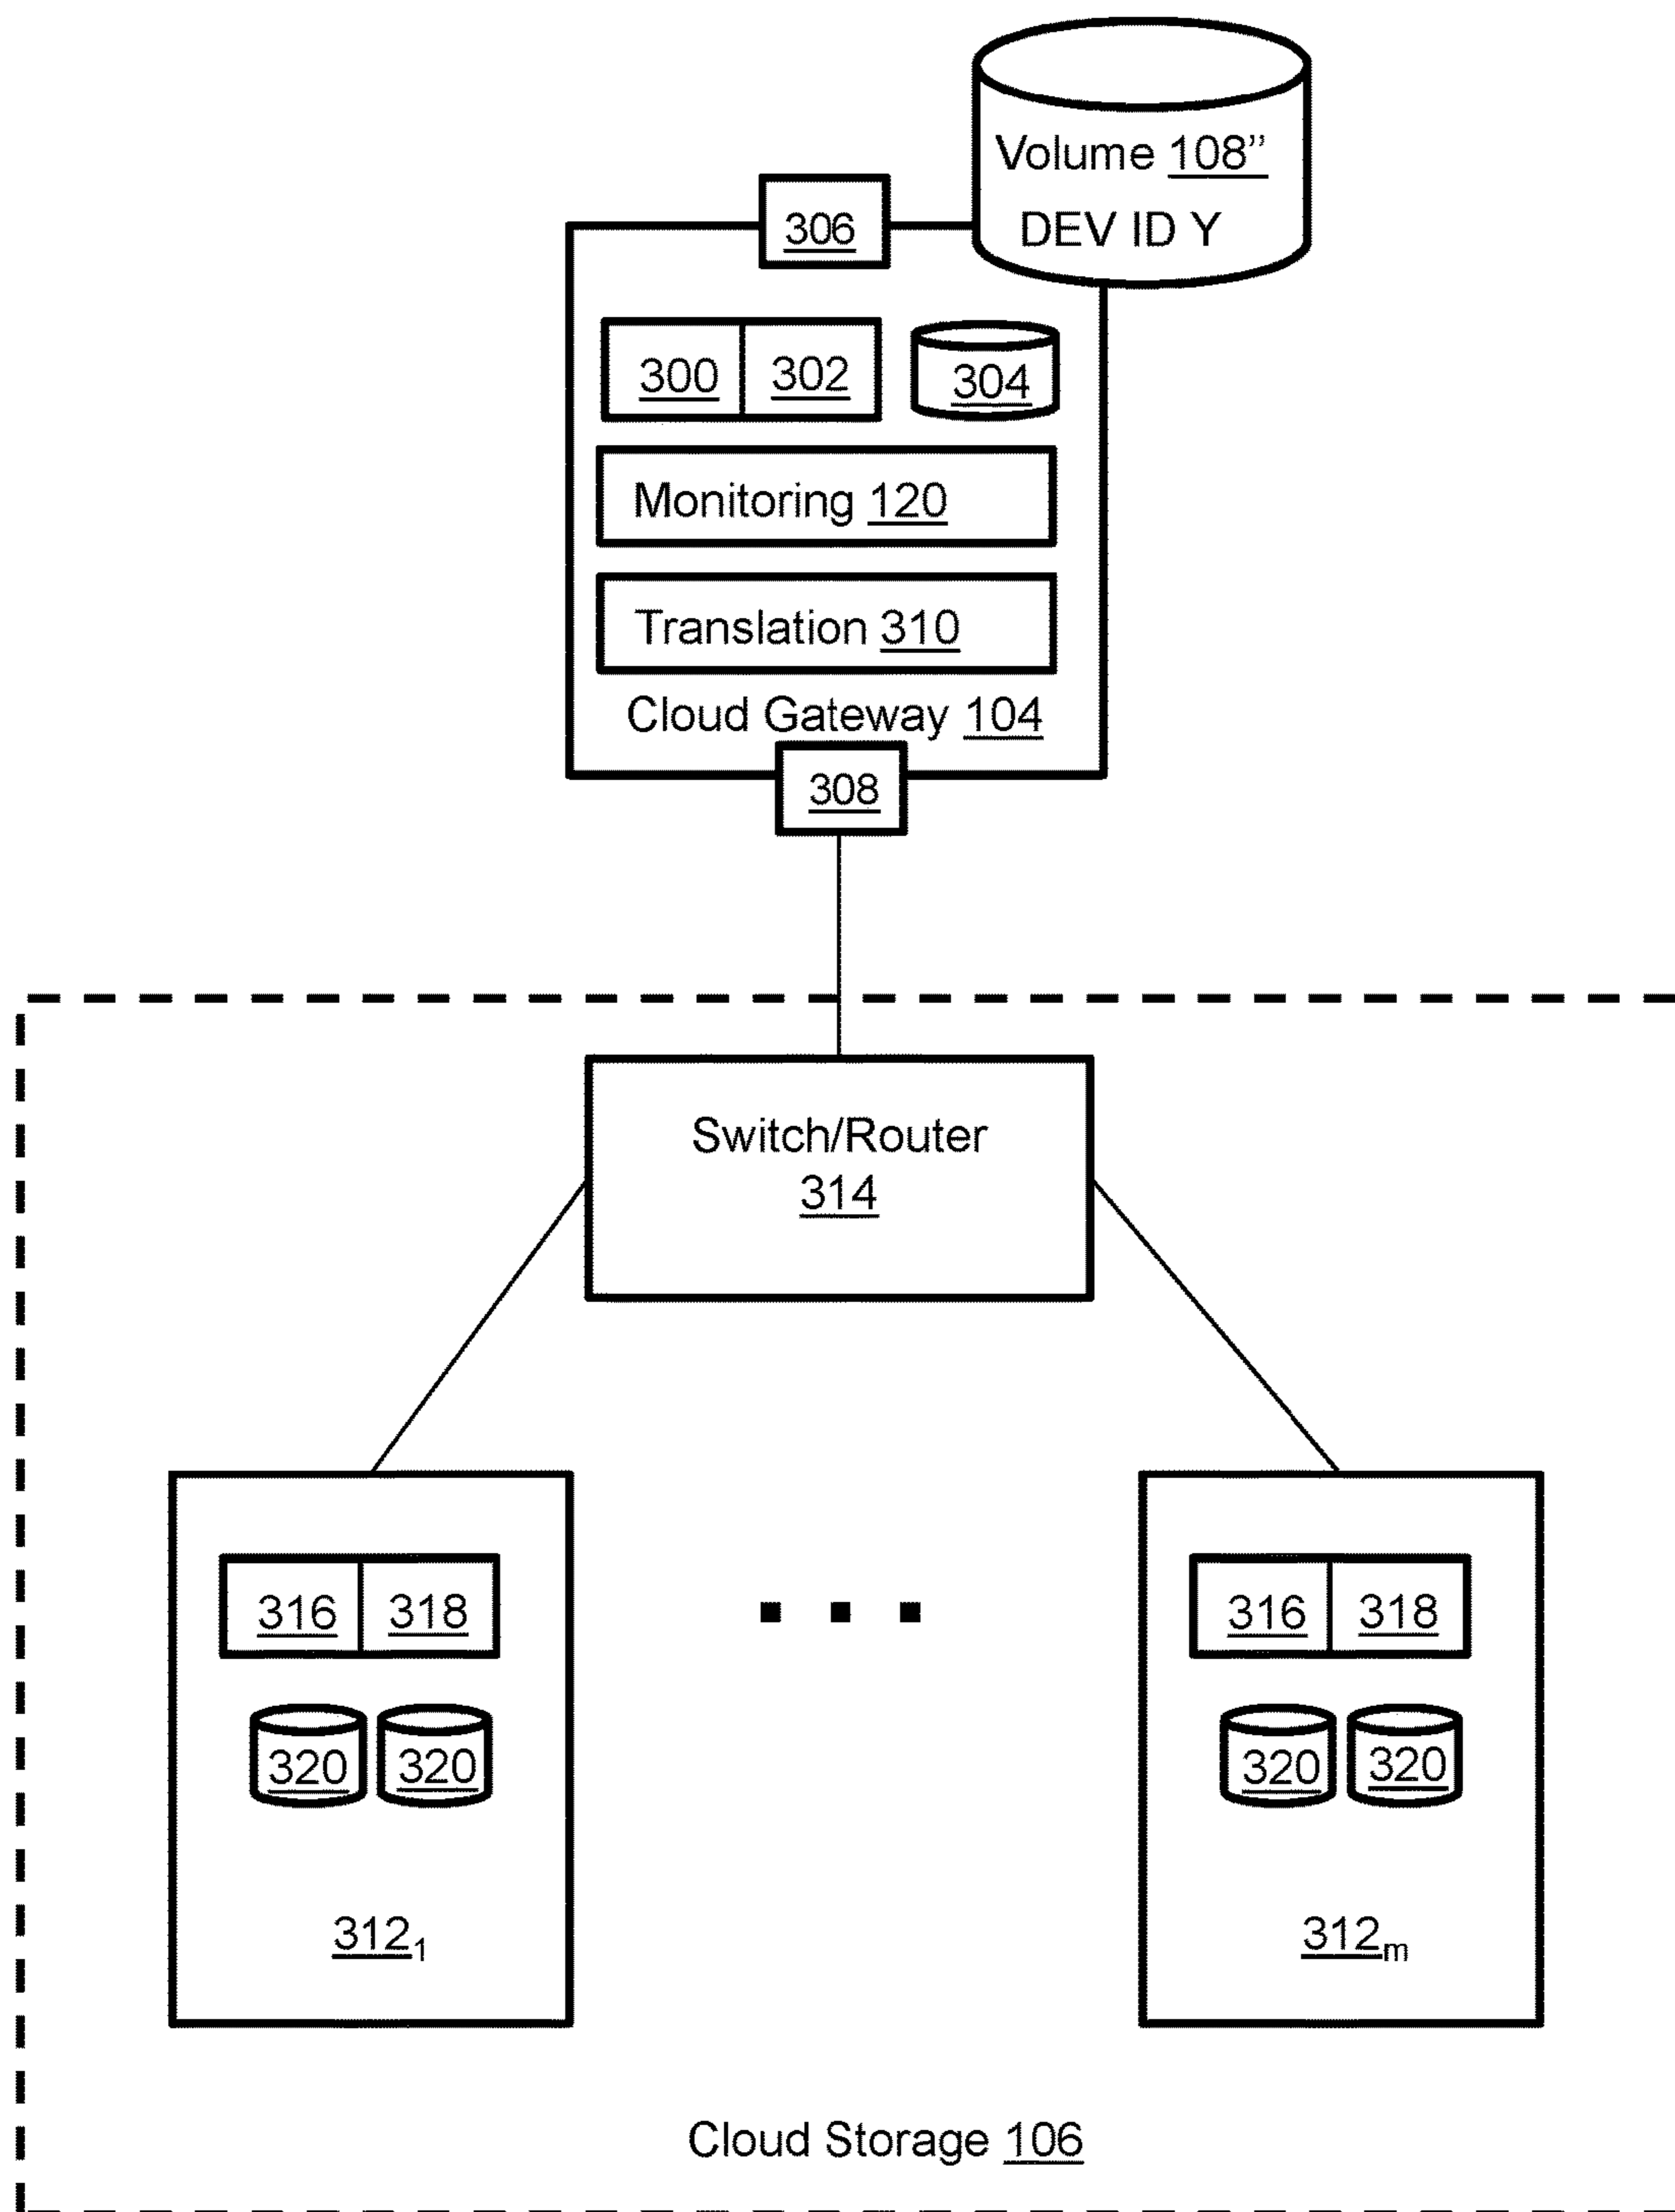 Volume 108”
DEV ID Y
306
300 302 304
Monitoring 120
Translation 310
Cloud Gateway 104
308
Switch/Router
314
316 318
320 320
312₁
316 318
320 320
312ₘ
Cloud Storage 106